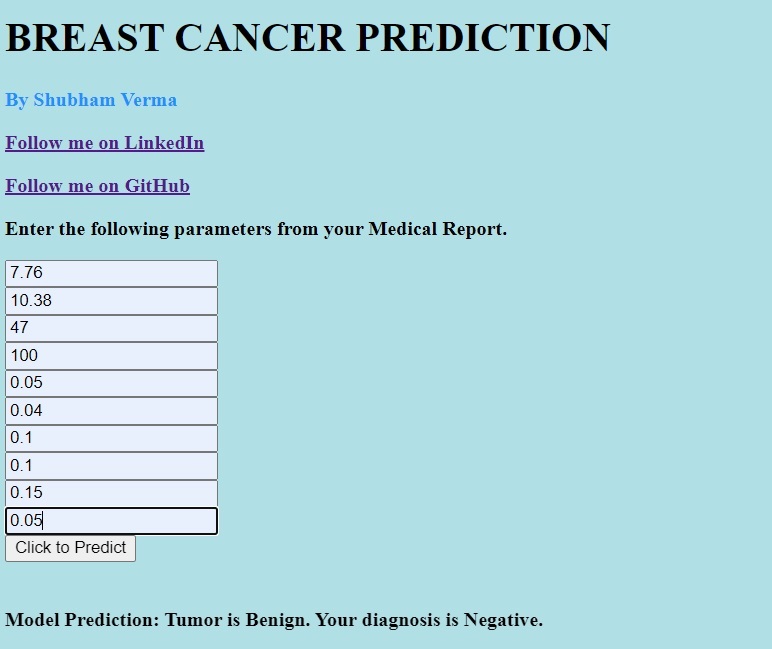 BREAST CANCER PREDICTION
By Shubham Verma
Follow me on LinkedIn
Follow me on GitHub
Enter the following parameters from your Medical Report.
7.76
10.38
47
100
0.05
0.04
0.1
0.1
0.15
0.05
Click to Predict
Model Prediction: Tumor is Benign. Your diagnosis is Negative.